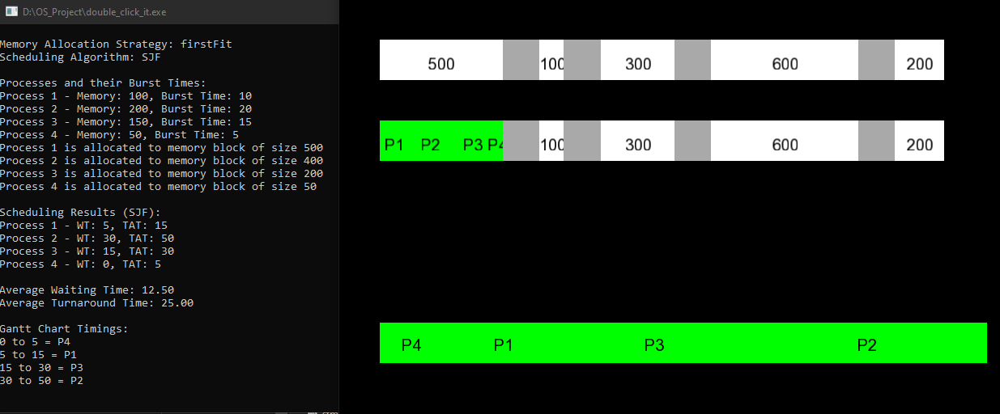 D:\OS_Project\double_click_it.exe
Memory Allocation Strategy: firstFit
Scheduling Algorithm: SJF
Processes and their Burst Times:
Process 1 - Memory: 100, Burst Time: 10
Process 2 - Memory: 200, Burst Time: 20
Process 3 - Memory: 150, Burst Time: 15
Process 4 - Memory: 50, Burst Time: 5
Process 1 is allocated to memory block of size 500
Process 2 is allocated to memory block of size 400
Process 3 is allocated to memory block of size 200
Process 4 is allocated to memory block of size 50
Scheduling Results (SJF):
Process 1 - WT: 5, TAT: 15
Process 2 - WT: 30, TAT: 50
Process 3 - WT: 15, TAT: 30
Process 4 - WT: 0, TAT: 5
Average Waiting Time: 12.50
Average Turnaround Time: 25.00
Gantt Chart Timings:
0 to 5 = P4
5 to 15 = P1
15 to 30 = P3
30 to 50 = P2
500 100 300 600 200
P1 P2 P3 P4 100 300 600 200
P4 P1 P3 P2